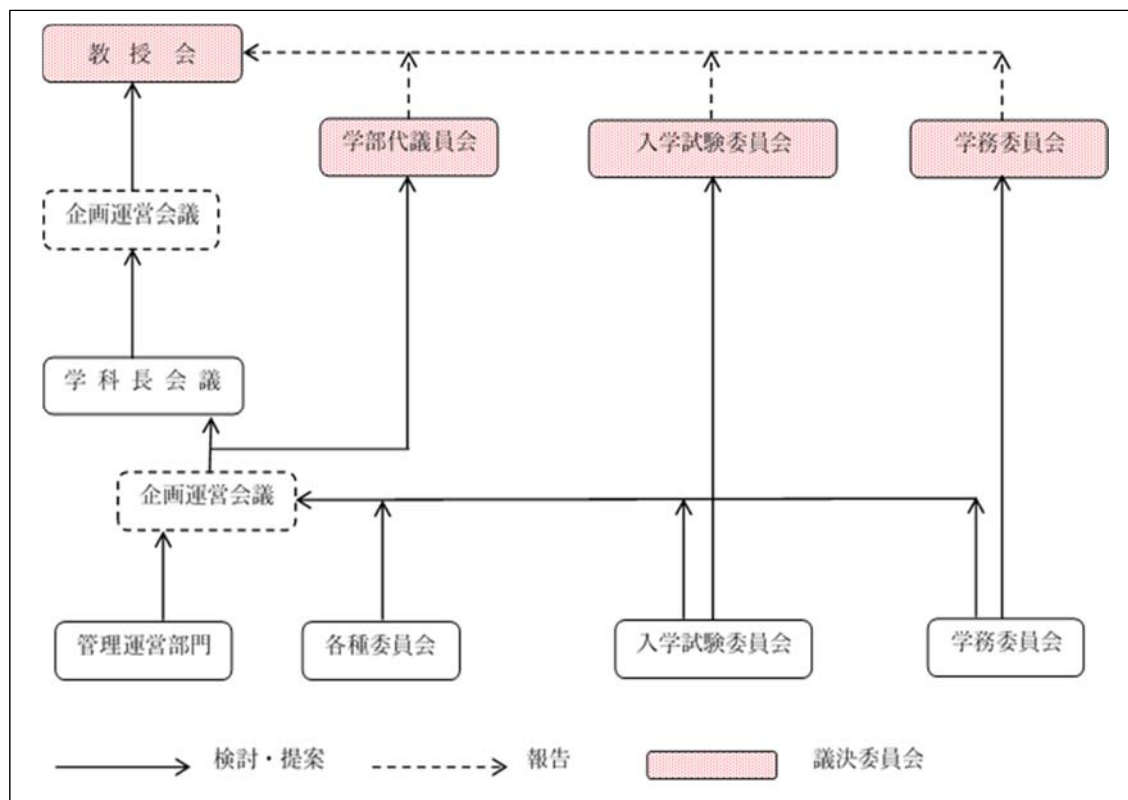 教 授 会
学部代議員会
入学試験委員会
学務委員会
企画運営会議
学 科 長 会 議
企画運営会議
管理運営部門
各種委員会
入学試験委員会
学務委員会
検討・提案
報告
議決委員会